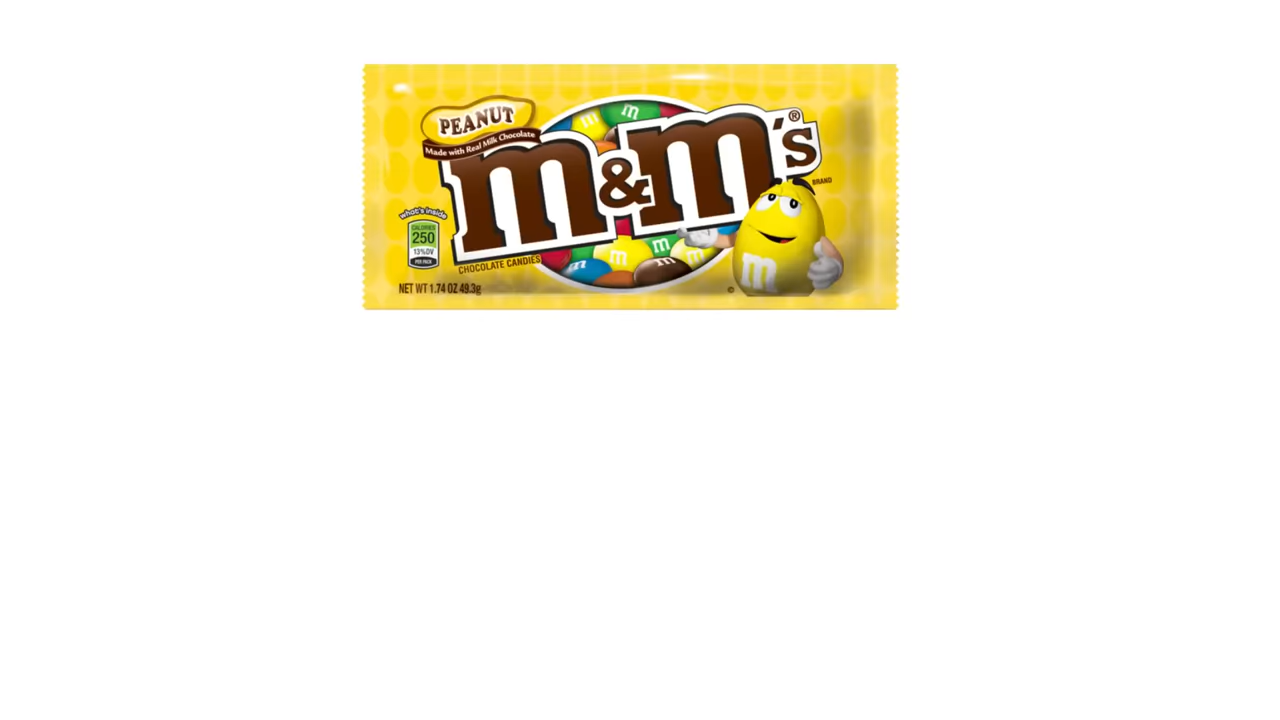 PEANUT
Made with Real Milk Chocolate
m&m's®
BRAND
what's inside
CALORIES
250
13%DV
PER PACK
CHOCOLATE CANDIES
NET WT 1.74 OZ 49.3g
m
m
m
m
m
m
m
m
©